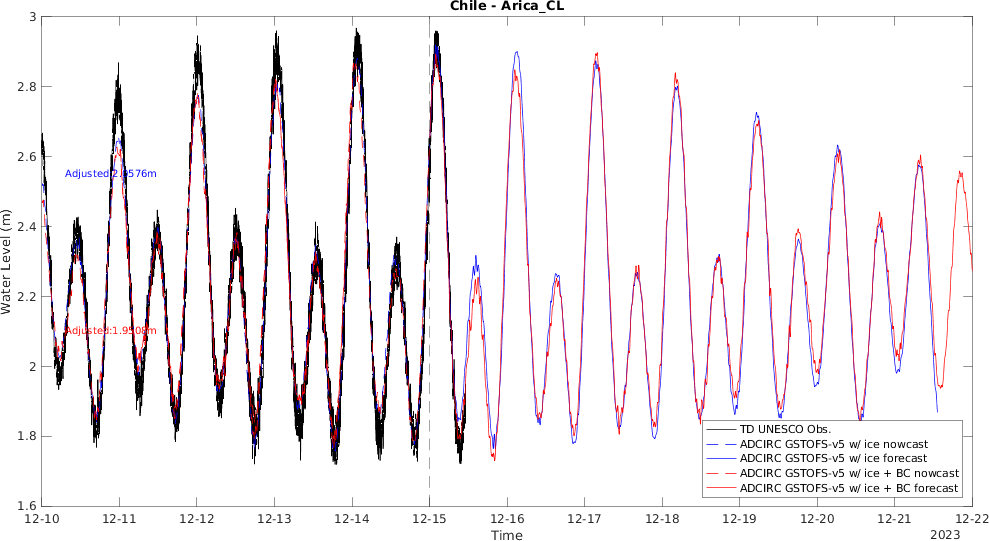 Chile - Arica_CL
3
2.8
2.6
2.4
2.2
2
1.8
1.6
Water Level (m)
Adjusted:2.0576m
TD UNESCO Obs.
ADCIRC GSTOFS-v5 w/ ice nowcast
ADCIRC GSTOFS-v5 w/ ice forecast
ADCIRC GSTOFS-v5 w/ ice + BC nowcast
ADCIRC GSTOFS-v5 w/ ice + BC forecast
12-10 12-11 12-12 12-13 12-14 12-15 12-16 12-17 12-18 12-19 12-20 12-21 12-22
Time
2023